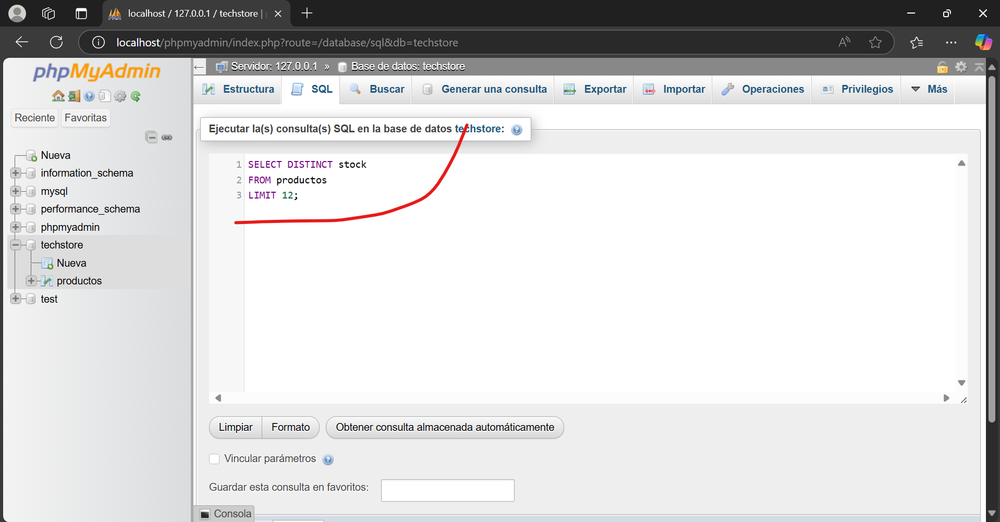 localhost / 127.0.0.1 / techstore |
localhost/phpmyadmin/index.php?route=/database/sql&db=techstore
phpMyAdmin
Reciente Favoritas
Nueva
information_schema
mysql
performance_schema
phpmyadmin
techstore
Nueva
productos
test
Servidor: 127.0.0.1 » Base de datos: techstore
Estructura SQL Buscar Generar una consulta Exportar Importar Operaciones Privilegios Más
Ejecutar la(s) consulta(s) SQL en la base de datos techstore:
1 SELECT DISTINCT stock
2 FROM productos
3 LIMIT 12;
Limpiar Formato Obtener consulta almacenada automáticamente
Vincular parámetros
Guardar esta consulta en favoritos:
Consola